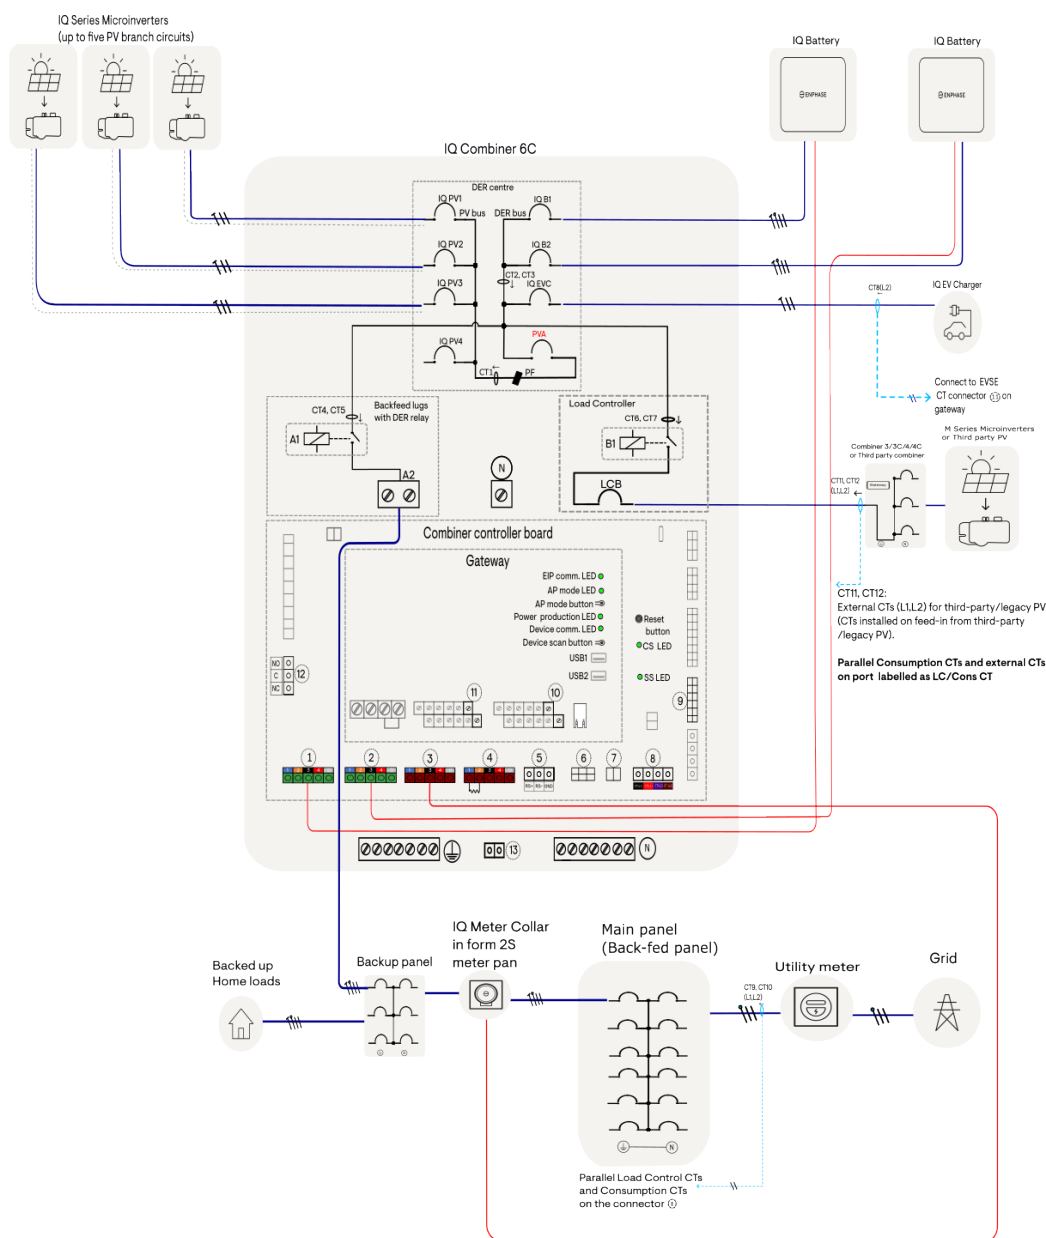 IQ Series Microinverters
(up to five PV branch circuits)
IQ Battery
IQ Battery
ENPHASE
ENPHASE
IQ Combiner 6C
DER centre
IQ PV1
IQ B1
PV bus
DER bus
IQ PV2
IQ B2
CT2, CT3
IQ PV3
IQ EVC
CT8(L2)
IQ EV Charger
IQ PV4
PVA
CT1
PF
Connect to EVSE
CT connector 13 on
gateway
CT4, CT5
Backfeed lugs
with DER relay
A1
A2
Load Controller
CT6, CT7
B1
LCB
N
M Series Microinverters
or Third party PV
Combiner 3/3C/4/4C
or Third party combiner
CT11, CT12
(L1,L2)
CT11, CT12:
External CTs (L1,L2) for third-party/legacy PV
(CTs installed on feed-in from third-party
/legacy PV).
Parallel Consumption CTs and external CTs
on port labelled as LC/Cons CT
Combiner controller board
Gateway
EIP comm. LED
AP mode LED
AP mode button
Power production LED
Device comm. LED
Device scan button
USB1
USB2
Reset
button
CS LED
SS LED
NO
C
NC
12
11
10
9
1
2
3
4
5
6
7
8
13
N
IQ Meter Collar
in form 2S
meter pan
Main panel
(Back-fed panel)
Backup panel
Backed up
Home loads
CT9, CT10
(L1,L2)
Utility meter
Grid
N
Parallel Load Control CTs
and Consumption CTs
on the connector